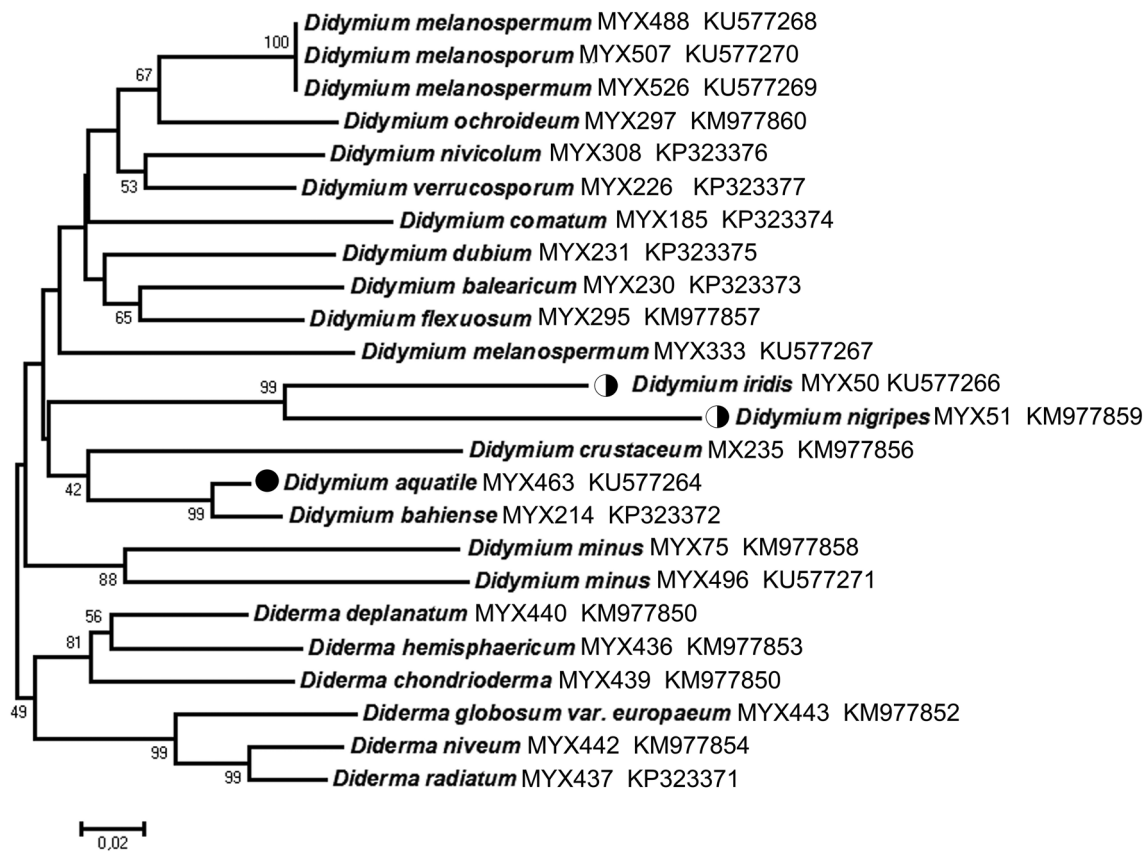 Didymium melanospermum MYX488 KU577268
100
Didymium melanosporum MYX507 KU577270
67
Didymium melanospermum MYX526 KU577269
Didymium ochroideum MYX297 KM977860
Didymium nivicolum MYX308 KP323376
53
Didymium verrucosporum MYX226 KP323377
Didymium comatum MYX185 KP323374
Didymium dubium MYX231 KP323375
Didymium balearicum MYX230 KP323373
65
Didymium flexuosum MYX295 KM977857
Didymium melanospermum MYX333 KU577267
99
Didymium iridis MYX50 KU577266
Didymium nigripes MYX51 KM977859
Didymium crustaceum MX235 KM977856
42
Didymium aquatile MYX463 KU577264
99
Didymium bahiense MYX214 KP323372
Didymium minus MYX75 KM977858
88
Didymium minus MYX496 KU577271
56
Diderma deplanatum MYX440 KM977850
81
Diderma hemisphaericum MYX436 KM977853
Diderma chondrioderma MYX439 KM977850
49
Diderma globosum var. europaeum MYX443 KM977852
99
Diderma niveum MYX442 KM977854
99
Diderma radiatum MYX437 KP323371
0,02